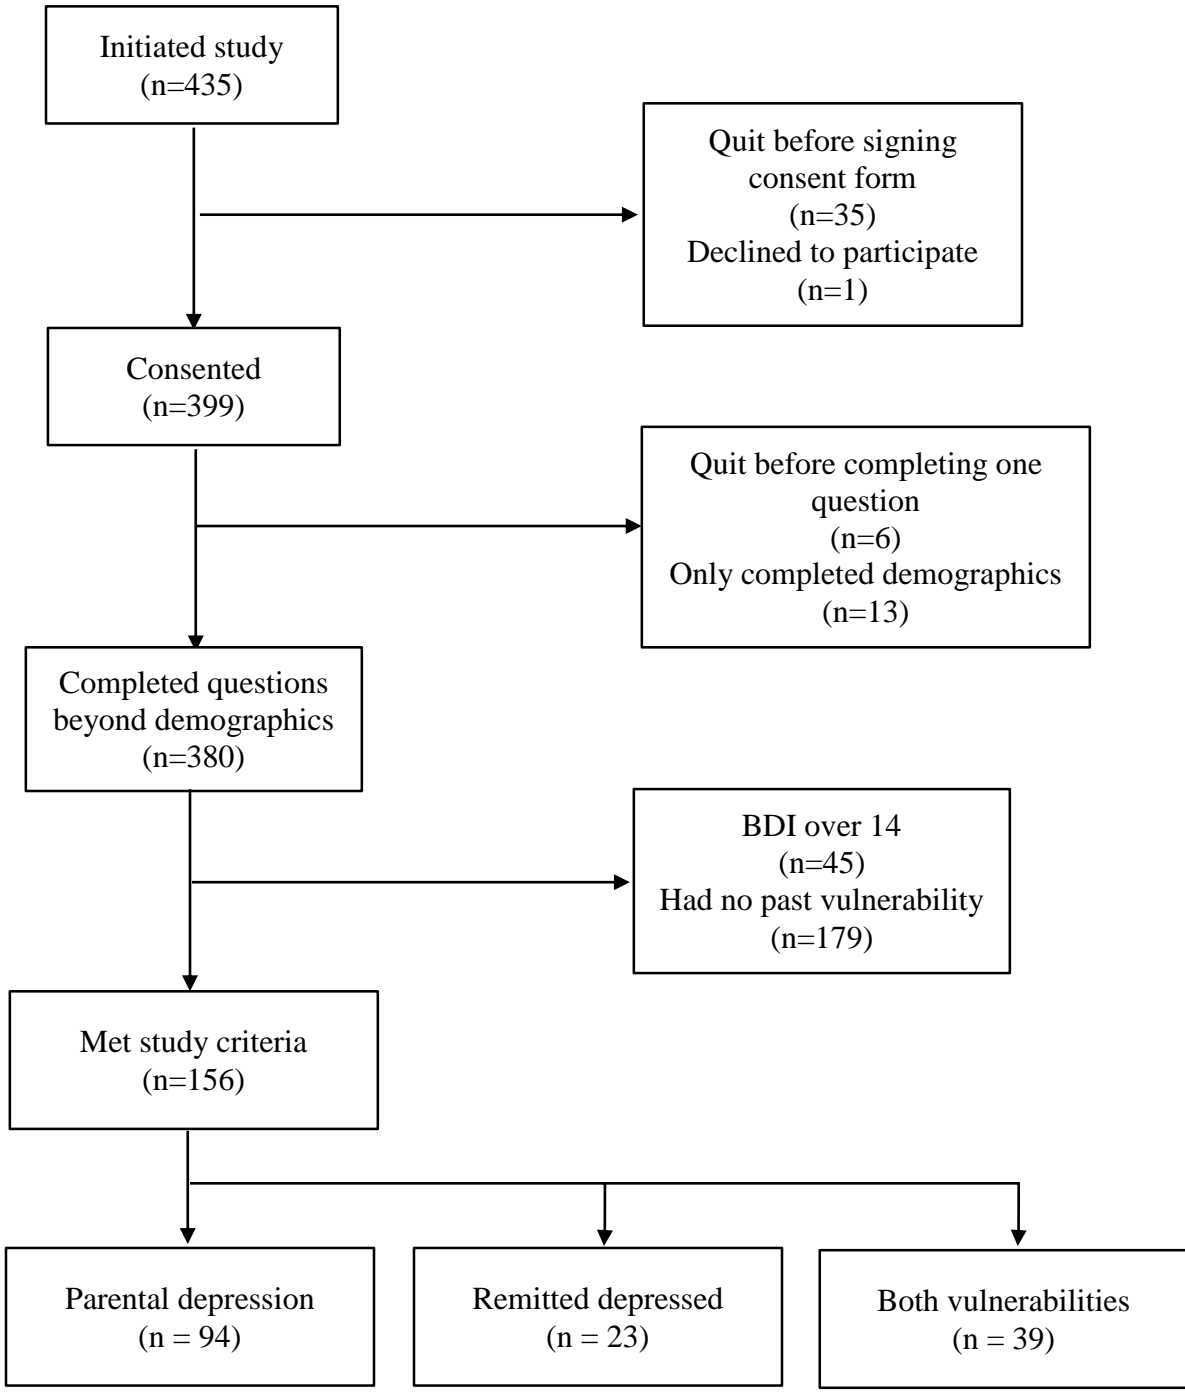 Initiated study
(n=435)
Quit before signing
consent form
(n=35)
Declined to participate
(n=1)
Consented
(n=399)
Quit before completing one
question
(n=6)
Only completed demographics
(n=13)
Completed questions
beyond demographics
(n=380)
BDI over 14
(n=45)
Had no past vulnerability
(n=179)
Met study criteria
(n=156)
Parental depression
(n = 94)
Remitted depressed
(n = 23)
Both vulnerabilities
(n = 39)